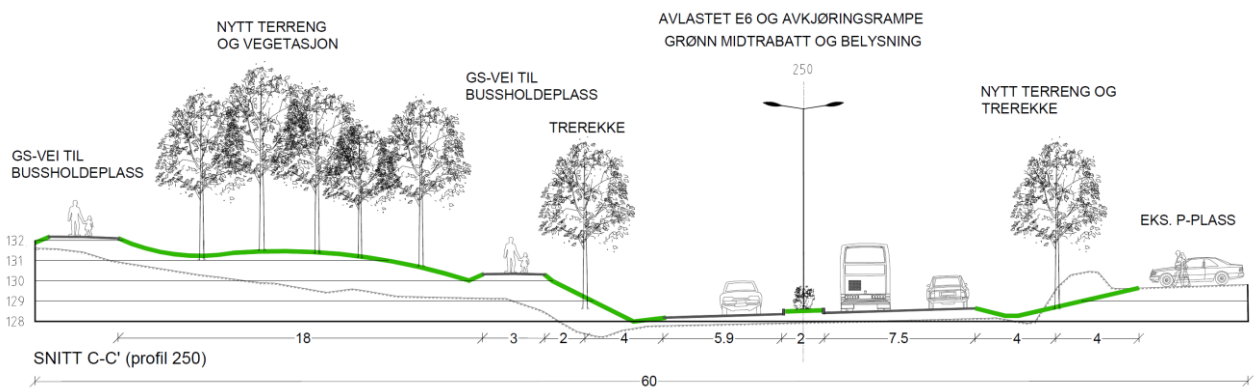 AVLASTET E6 OG AVKJØRINGSRAMPE
GRØNN MIDTRABATT OG BELYSNING
250
NYTT TERRENG
OG VEGETASJON
GS-VEI TIL
BUSSHOLDEPLASS
TREREKKE
NYTT TERRENG OG
TREREKKE
GS-VEI TIL
BUSSHOLDEPLASS
EKS. P-PLASS
132
131
130
129
128
18 3 2 4 5.9 2 7.5 4 4
SNITT C-C' (profil 250)
60